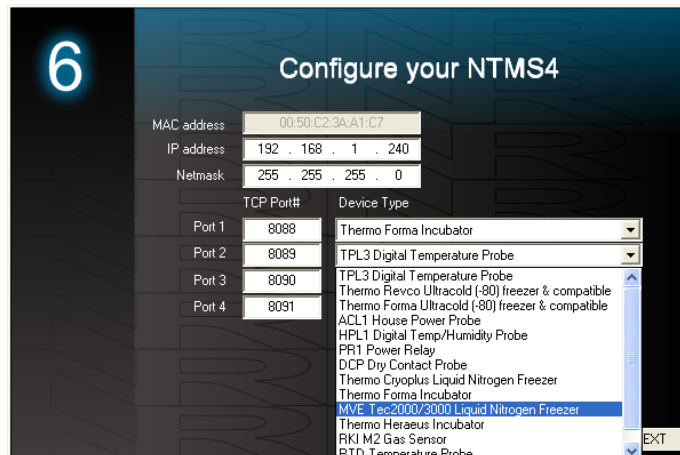 6
Configure your NTMS4
MAC address 00:50:C2:3A:A1:C7
IP address 192 . 168 . 1 . 240
Netmask 255 . 255 . 255 . 0
TCP Port# Device Type
Port 1 8088 Thermo Forma Incubator
Port 2 8089 TPL3 Digital Temperature Probe
Port 3 8090
Port 4 8091
TPL3 Digital Temperature Probe
Thermo Revco Ultracold (-80) freezer & compatible
Thermo Forma Ultracold (-80) freezer & compatible
ACL1 House Power Probe
HPL1 Digital Temp/Humidity Probe
PR1 Power Relay
DCP Dry Contact Probe
Thermo Cryoplus Liquid Nitrogen Freezer
Thermo Forma Incubator
MVE Tec2000/3000 Liquid Nitrogen Freezer
Thermo Heraeus Incubator
RKI M2 Gas Sensor
RTD Temperature Probe
EXT